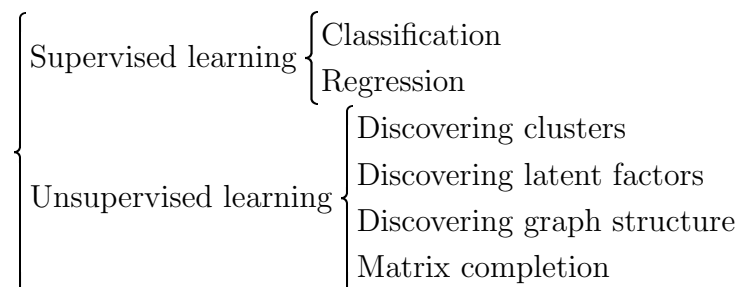 Supervised learning
Classification
Regression
Unsupervised learning
Discovering clusters
Discovering latent factors
Discovering graph structure
Matrix completion